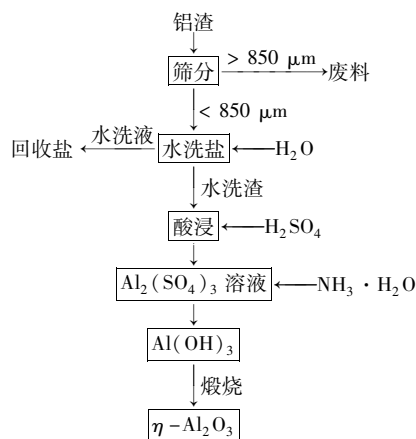 铝渣
筛分
> 850 μm
废料
< 850 μm
回收盐
水洗液
水洗盐
H₂O
水洗渣
酸浸
H₂SO₄
Al₂(SO₄)₃ 溶液
NH₃·H₂O
Al(OH)₃
煅烧
η-Al₂O₃